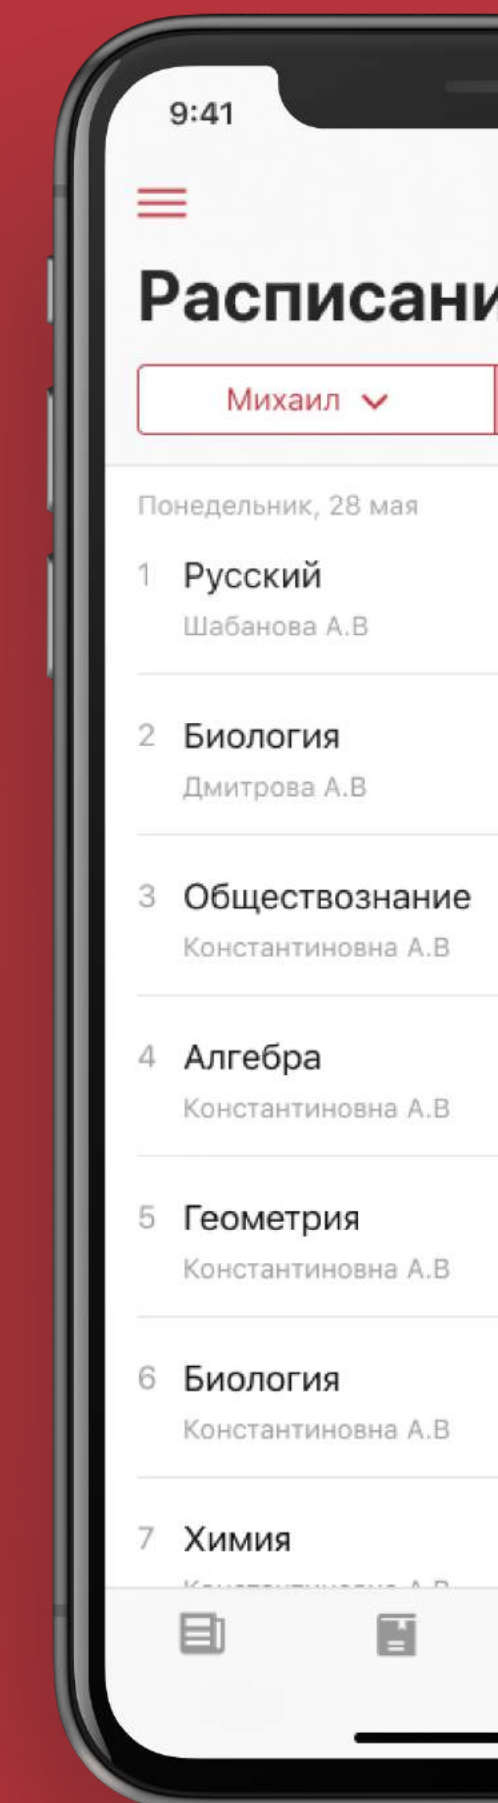 9:41
Расписани
Михаил
Понедельник, 28 мая
1 Русский
Шабанова А.В
2 Биология
Дмитрова А.В
3 Обществознание
Константиновна А.В
4 Алгебра
Константиновна А.В
5 Геометрия
Константиновна А.В
6 Биология
Константиновна А.В
7 Химия